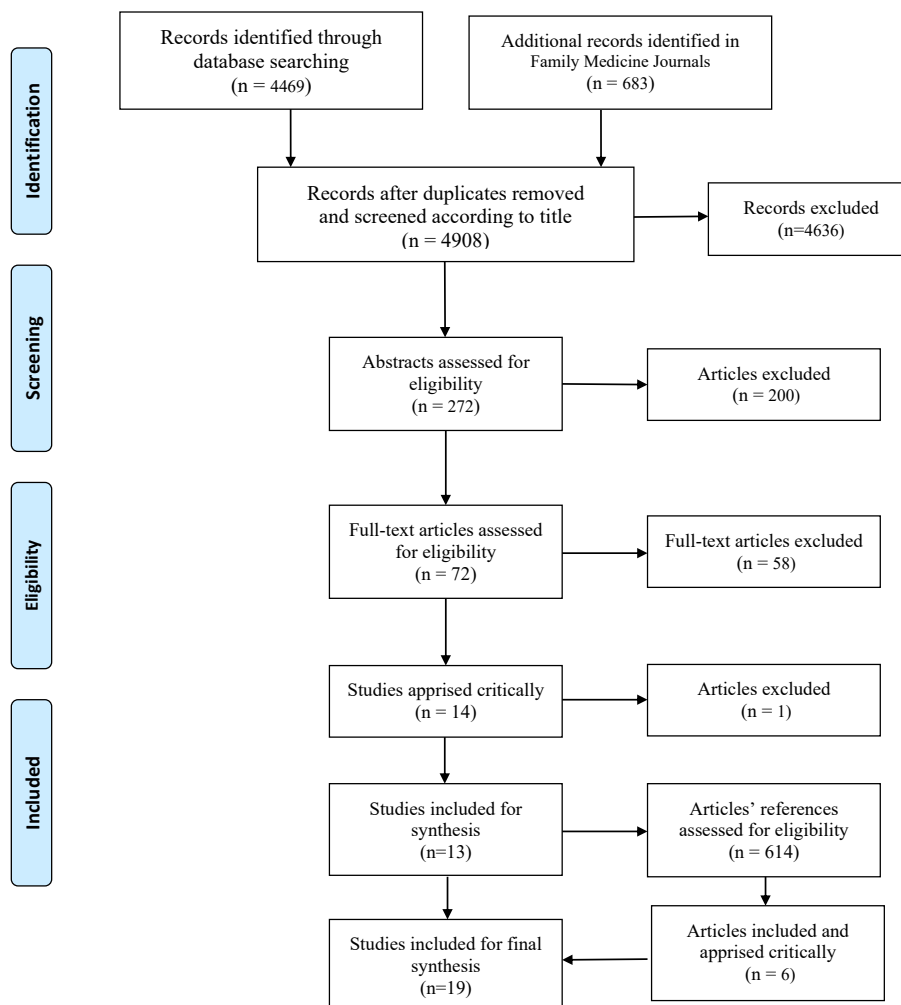 Records identified through
database searching
(n = 4469)
Additional records identified in
Family Medicine Journals
(n = 683)
Identification
Records after duplicates removed
and screened according to title
(n = 4908)
Records excluded
(n=4636)
Screening
Abstracts assessed for
eligibility
(n = 272)
Articles excluded
(n = 200)
Eligibility
Full-text articles assessed
for eligibility
(n = 72)
Full-text articles excluded
(n = 58)
Studies apprised critically
(n = 14)
Articles excluded
(n = 1)
Included
Studies included for
synthesis
(n=13)
Articles’ references
assessed for eligibility
(n = 614)
Studies included for final
synthesis
(n=19)
Articles included and
apprised critically
(n = 6)